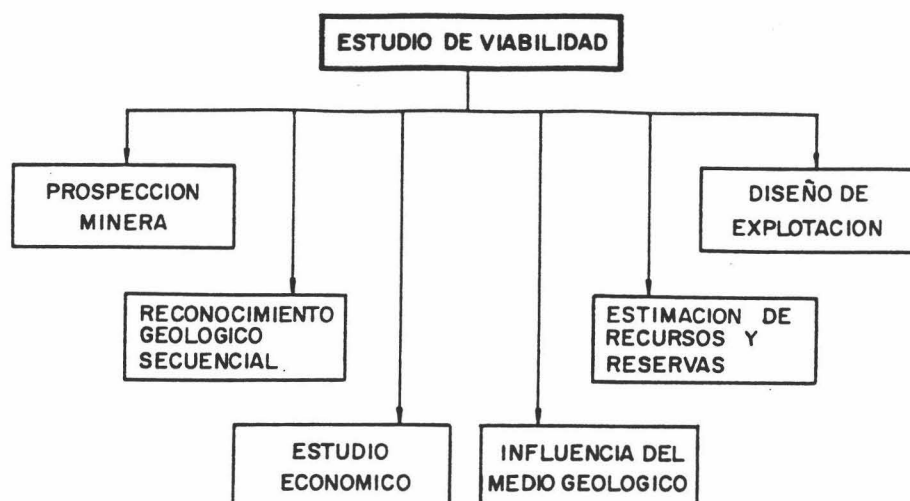 ESTUDIO DE VIABILIDAD
PROSPECCION
MINERA
DISEÑO DE
EXPLOTACION
RECONOCIMIENTO
GEOLOGICO
SECUENCIAL
ESTIMACION DE
RECURSOS Y
RESERVAS
ESTUDIO
ECONOMICO
INFLUENCIA DEL
MEDIO GEOLOGICO